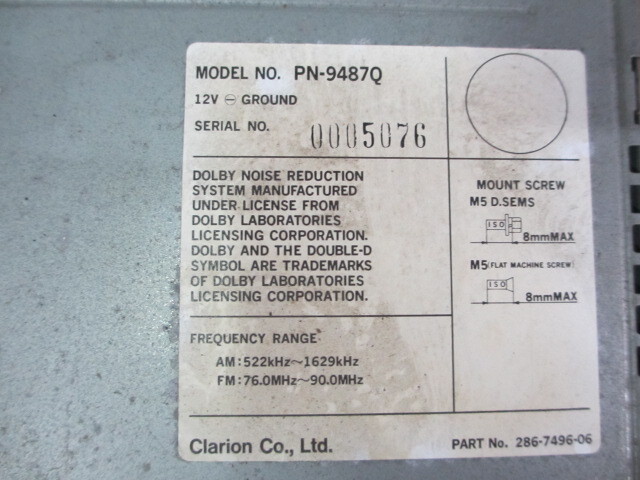 MODEL NO. PN-9487Q
12V ⊖ GROUND
SERIAL NO. 0005076
DOLBY NOISE REDUCTION
SYSTEM MANUFACTURED
UNDER LICENSE FROM
DOLBY LABORATORIES
LICENSING CORPORATION.
DOLBY AND THE DOUBLE-D
SYMBOL ARE TRADEMARKS
OF DOLBY LABORATORIES
LICENSING CORPORATION.
FREQUENCY RANGE
AM:522kHz~1629kHz
FM:76.0MHz~90.0MHz
MOUNT SCREW
M5 D.SEMS
ISO
8mmMAX
M5(FLAT MACHINE SCREW)
ISO
8mmMAX
Clarion Co., Ltd.
PART No. 286-7496-06